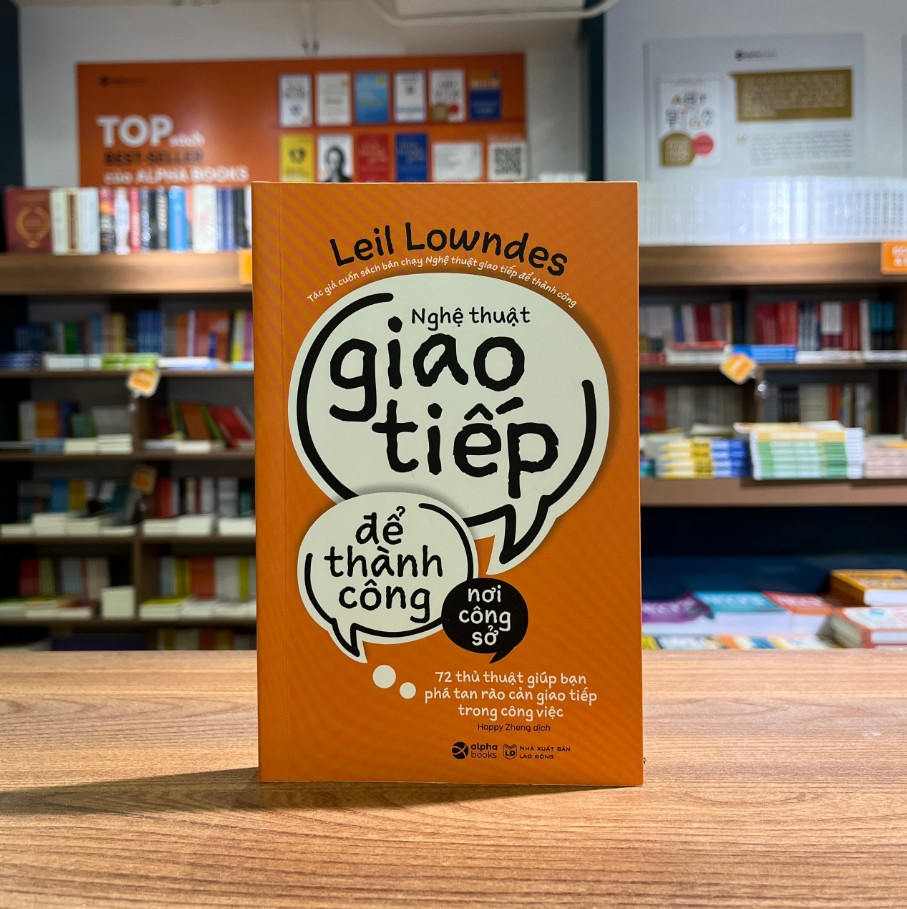 TOP sách
BEST-SELLER
của ALPHA BOOKS
Leil Lowndes
Tác giả cuốn sách bán chạy Nghệ thuật giao tiếp để thành công
Nghệ thuật
giao
tiếp
để
thành
công
nơi
công
sở
72 thủ thuật giúp bạn
phá tan rào cản giao tiếp
trong công việc
Happy Zheng dịch
alpha
books
NHÀ XUẤT BẢN
LAO ĐỘNG